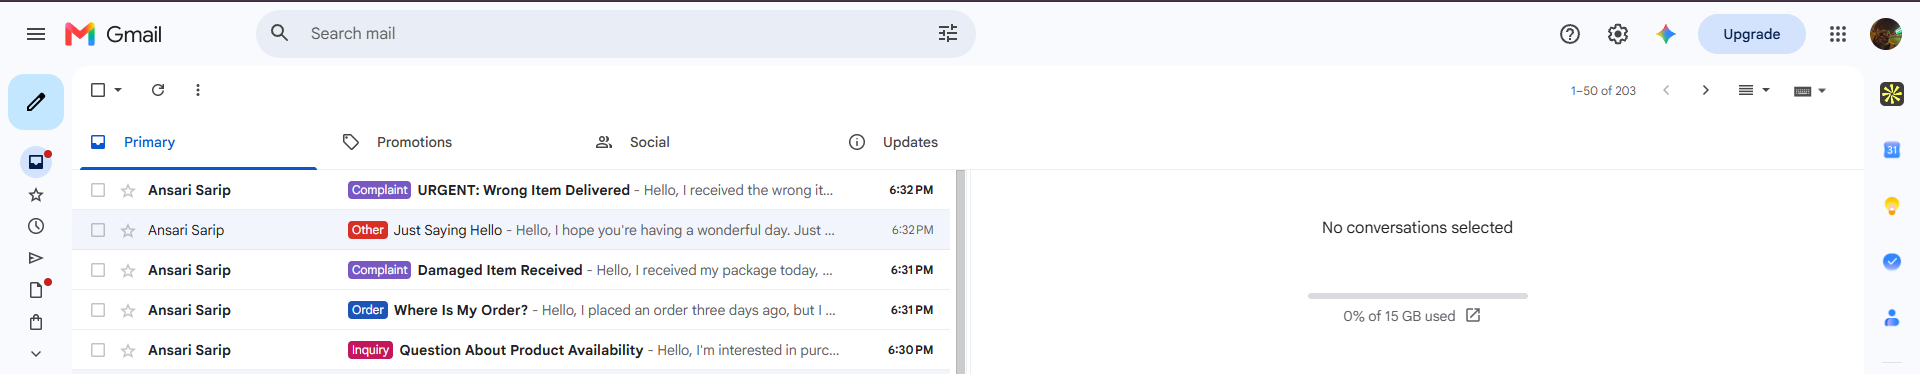 Gmail
Search mail
Upgrade
1–50 of 203
Primary
Promotions
Social
Updates
Ansari Sarip Complaint URGENT: Wrong Item Delivered - Hello, I received the wrong it... 6:32 PM
Ansari Sarip Other Just Saying Hello - Hello, I hope you're having a wonderful day. Just ... 6:32 PM
Ansari Sarip Complaint Damaged Item Received - Hello, I received my package today, ... 6:31 PM
Ansari Sarip Order Where Is My Order? - Hello, I placed an order three days ago, but I ... 6:31 PM
Ansari Sarip Inquiry Question About Product Availability - Hello, I'm interested in purc... 6:30 PM
No conversations selected
0% of 15 GB used
31